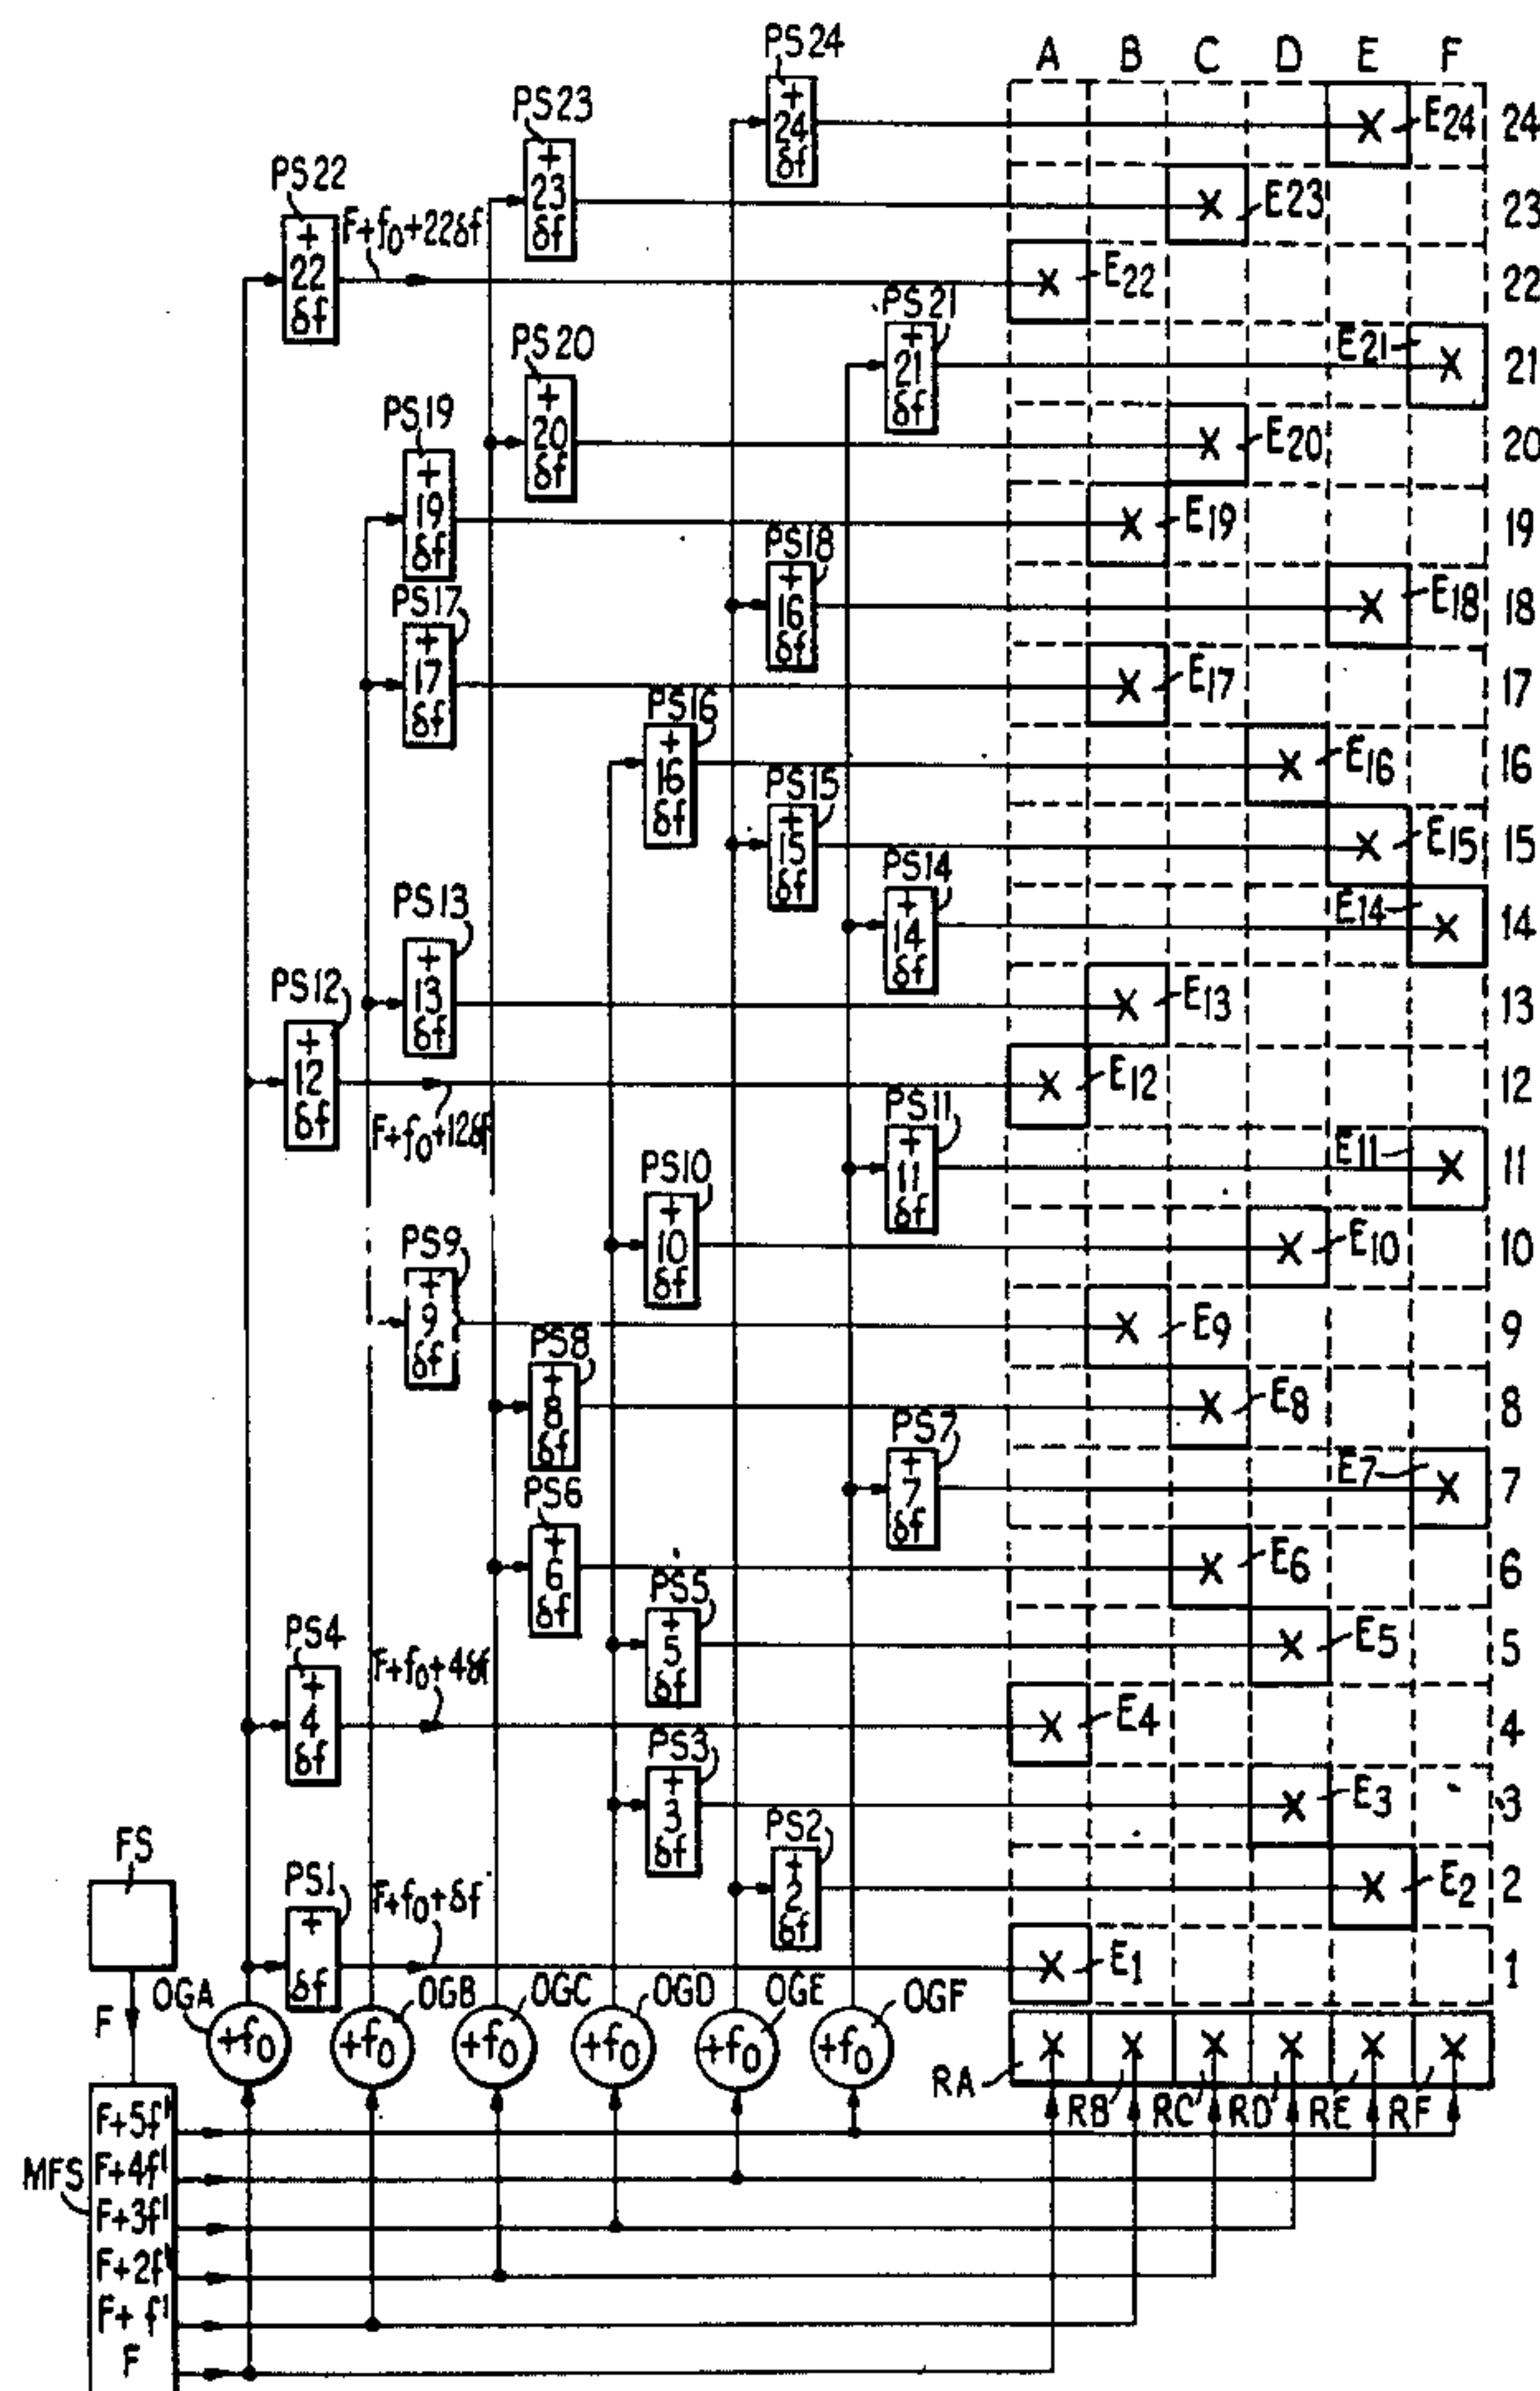 A B C D E F
PS24
+
24
δf
E24
24
PS23
+
23
δf
E23
23
PS22
+
22
δf
F+f0+22δf
E22
22
PS21
+
21
δf
E21
21
PS20
+
20
δf
E20
20
PS19
+
19
δf
E19
19
PS18
+
16
δf
E18
18
PS17
+
17
δf
E17
17
PS16
+
16
δf
E16
16
PS15
+
15
δf
E15
15
PS14
+
14
δf
E14
14
PS13
+
13
δf
E13
13
PS12
+
12
δf
F+f0+12δf
E12
12
PS11
+
11
δf
E11
11
PS10
+
10
δf
E10
10
PS9
+
9
δf
E9
9
PS8
+
8
δf
E8
8
PS7
+
7
δf
E7
7
PS6
+
6
δf
E6
6
PS5
+
5
δf
E5
5
PS4
+
4
δf
F+f0+4δf
E4
4
PS3
+
3
δf
E3
3
PS2
+
2
δf
E2
2
PS1
+
δf
F+f0+δf
E1
1
FS
F
OGA OGB OGC OGD OGE OGF
+f0 +f0 +f0 +f0 +f0 +f0
RA RB RC RD RE RF
MFS
F+5f'
F+4f'
F+3f'
F+2f'
F+f'
F